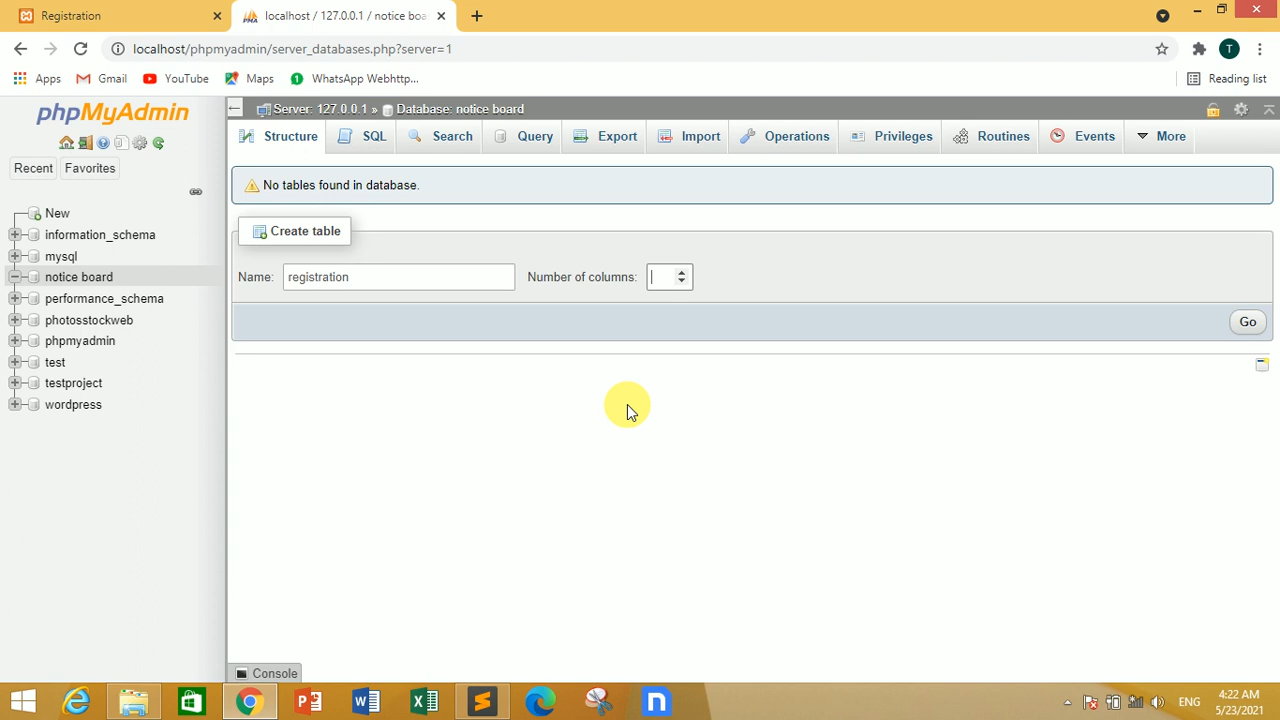 Registration
localhost / 127.0.0.1 / notice boa
localhost/phpmyadmin/server_databases.php?server=1
T
Apps
Gmail
YouTube
Maps
1
WhatsApp Webhttp...
Reading list
phpMyAdmin
Server: 127.0.0.1 » Database: notice board
Structure
SQL
Search
Query
Export
Import
Operations
Privileges
Routines
Events
More
Recent
Favorites
No tables found in database.
New
information_schema
mysql
notice board
performance_schema
photosstockweb
phpmyadmin
test
testproject
wordpress
Create table
Name:
registration
Number of columns:
Go
Console
ENG
4:22 AM
5/23/2021